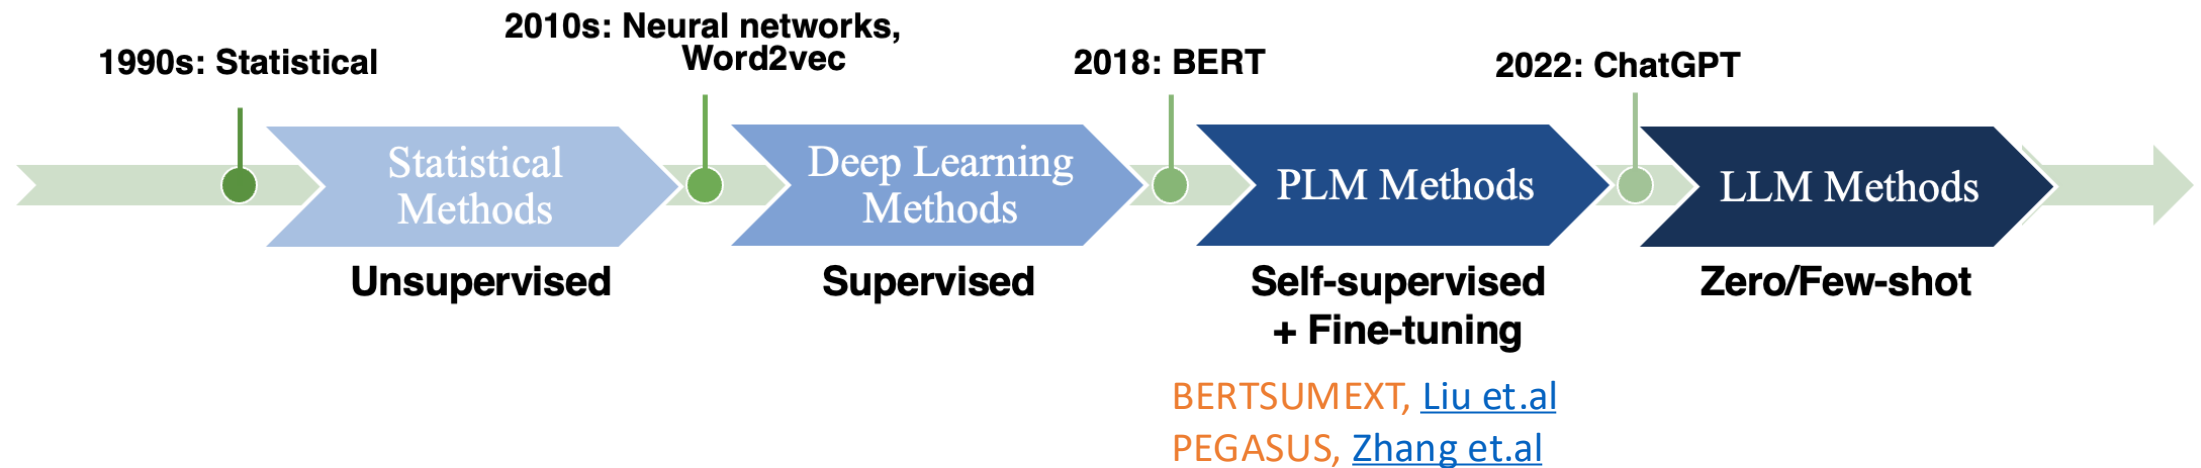 1990s: Statistical
2010s: Neural networks,
Word2vec
2018: BERT
2022: ChatGPT
Statistical
Methods
Deep Learning
Methods
PLM Methods
LLM Methods
Unsupervised
Supervised
Self-supervised
+ Fine-tuning
Zero/Few-shot
BERTSUMEXT, Liu et.al
PEGASUS, Zhang et.al